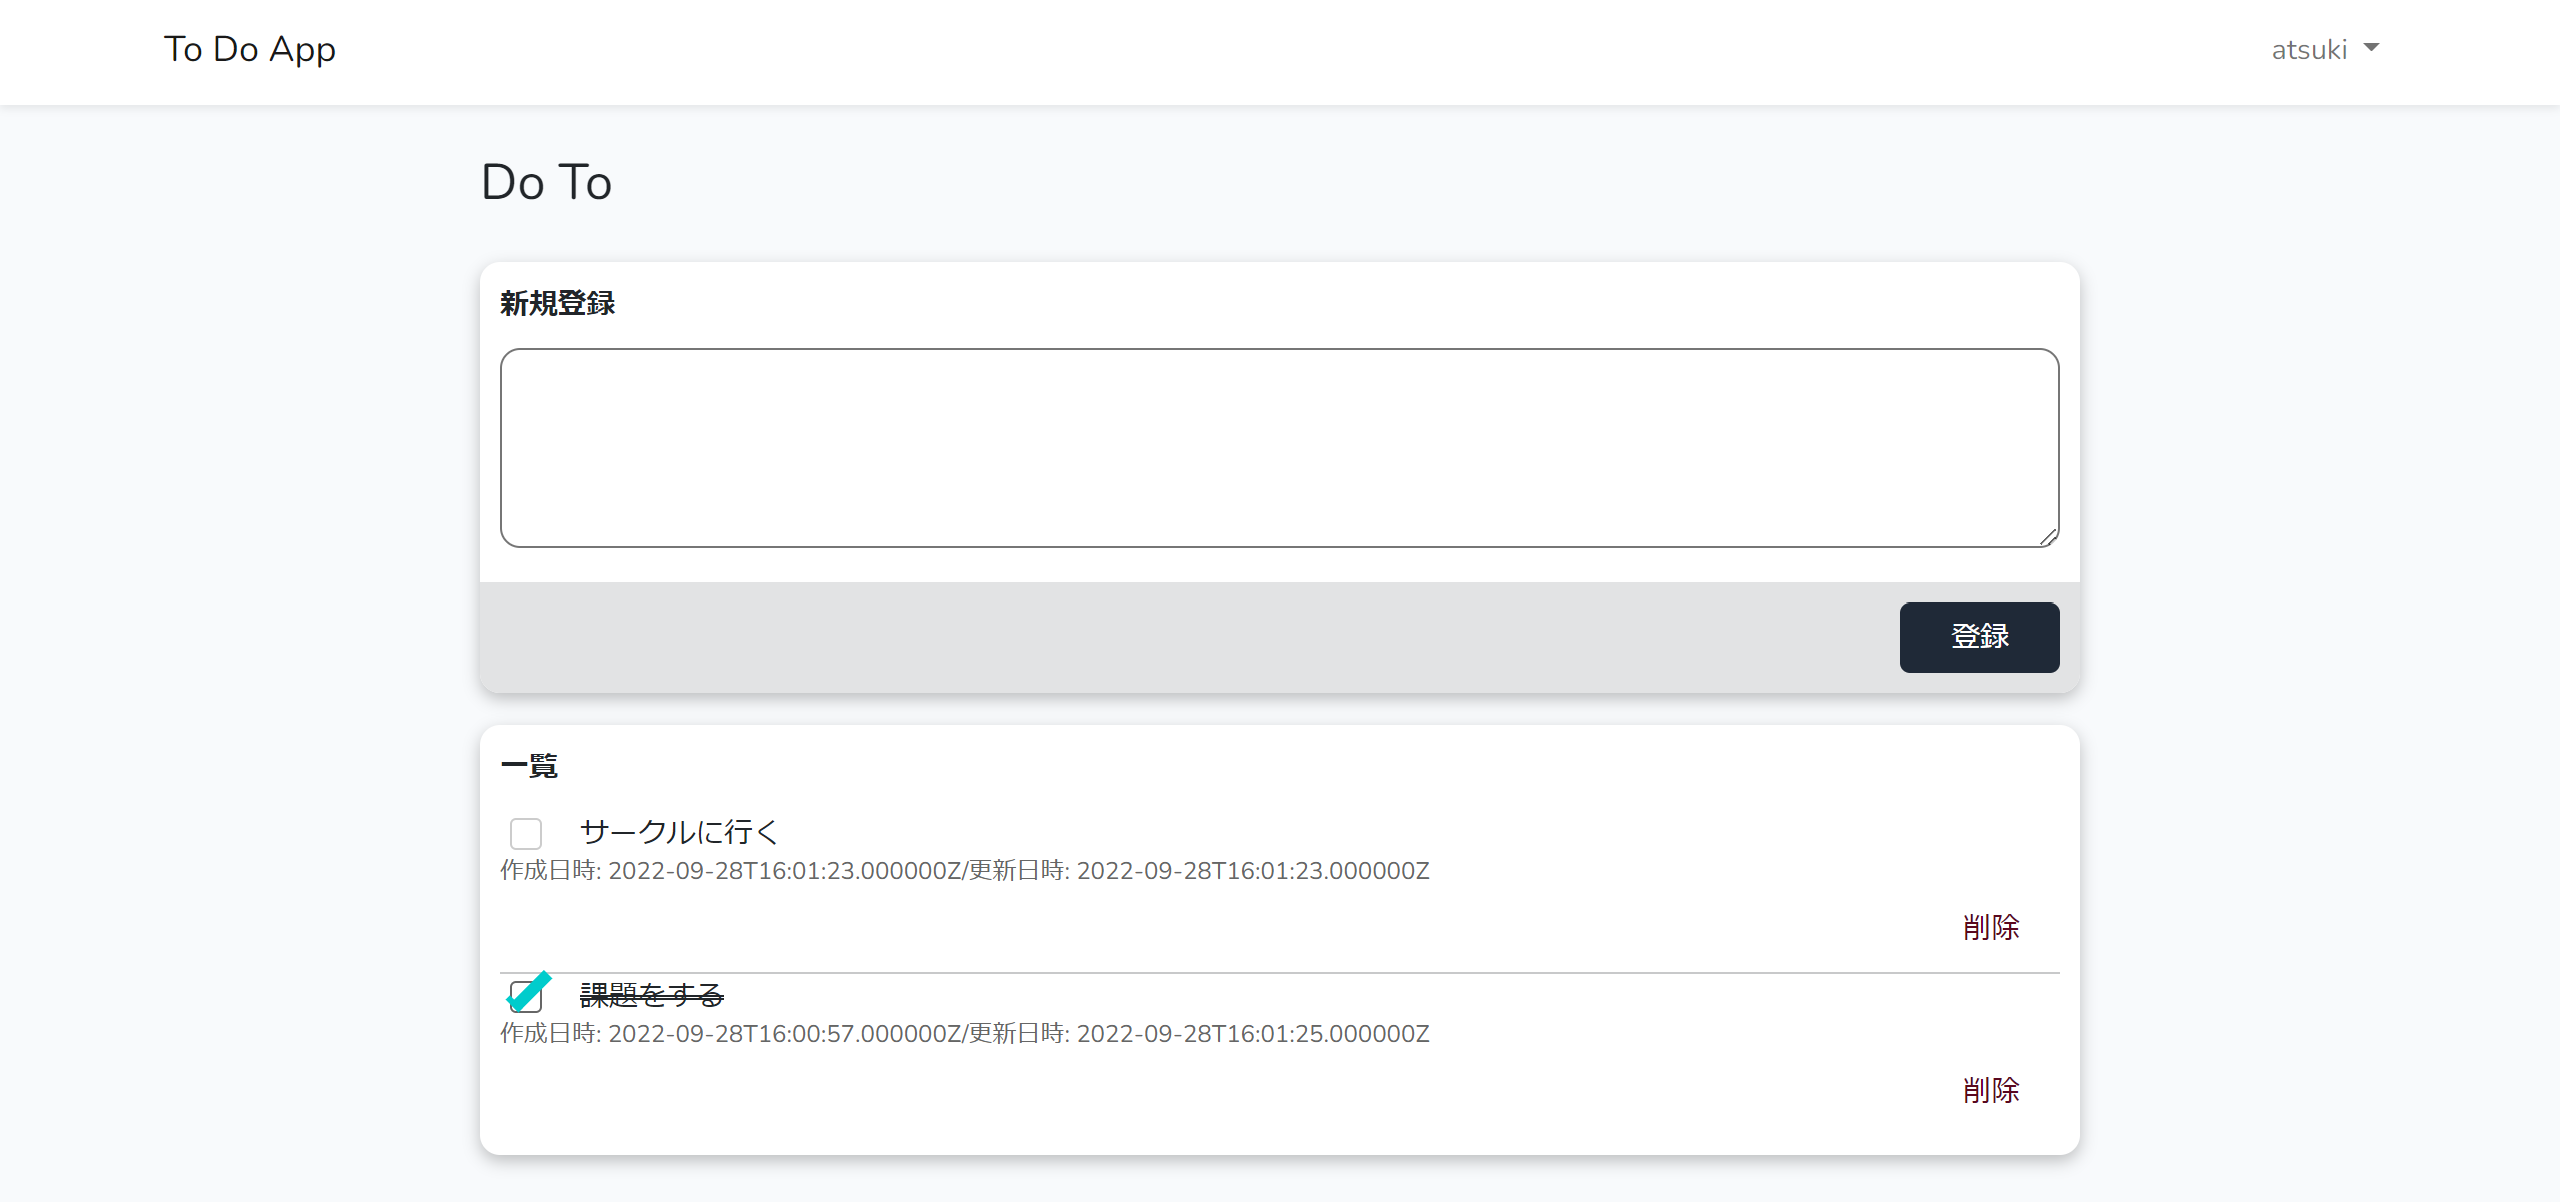 To Do App
atsuki
Do To
新規登録
登録
一覧
サークルに行く
作成日時: 2022-09-28T16:01:23.000000Z/更新日時: 2022-09-28T16:01:23.000000Z
削除
課題をする
作成日時: 2022-09-28T16:00:57.000000Z/更新日時: 2022-09-28T16:01:25.000000Z
削除